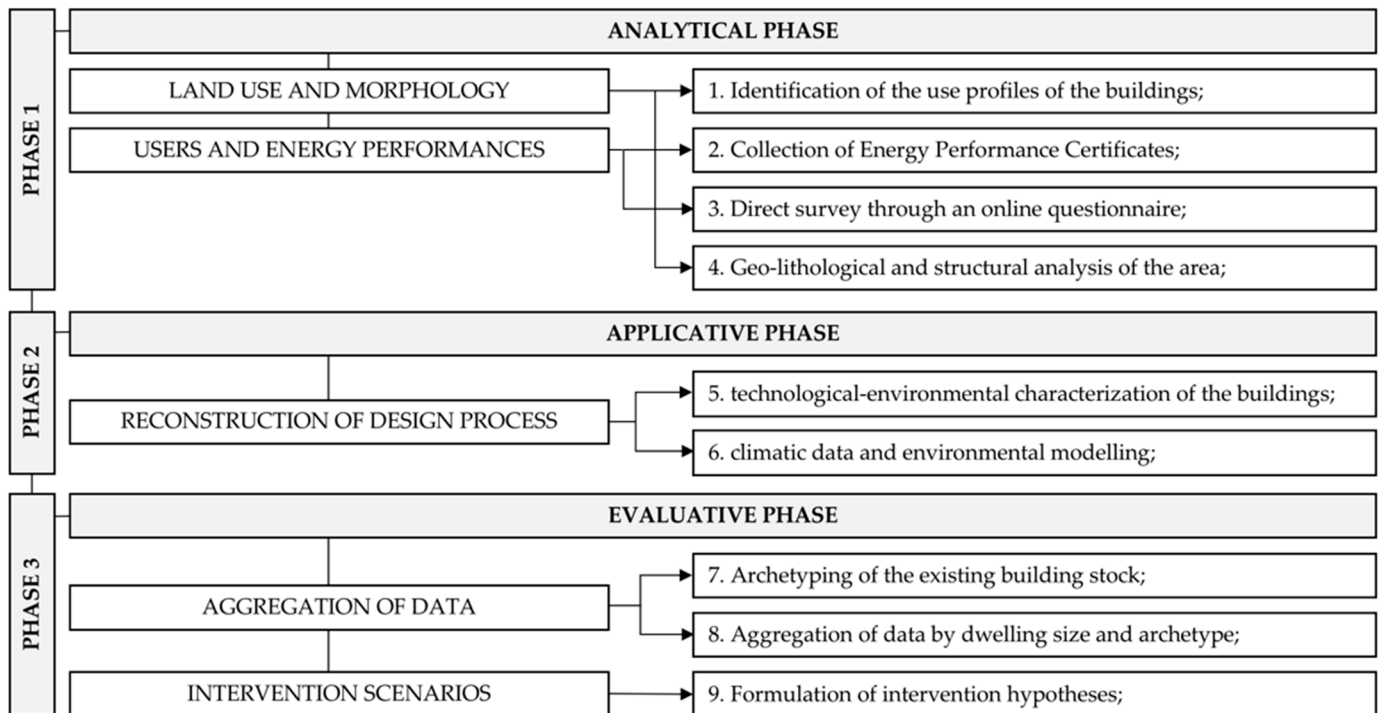 PHASE 1
ANALYTICAL PHASE
LAND USE AND MORPHOLOGY
1. Identification of the use profiles of the buildings;
USERS AND ENERGY PERFORMANCES
2. Collection of Energy Performance Certificates;
3. Direct survey through an online questionnaire;
4. Geo-lithological and structural analysis of the area;
PHASE 2
APPLICATIVE PHASE
RECONSTRUCTION OF DESIGN PROCESS
5. technological-environmental characterization of the buildings;
6. climatic data and environmental modelling;
PHASE 3
EVALUATIVE PHASE
AGGREGATION OF DATA
7. Archetyping of the existing building stock;
8. Aggregation of data by dwelling size and archetype;
INTERVENTION SCENARIOS
9. Formulation of intervention hypotheses;